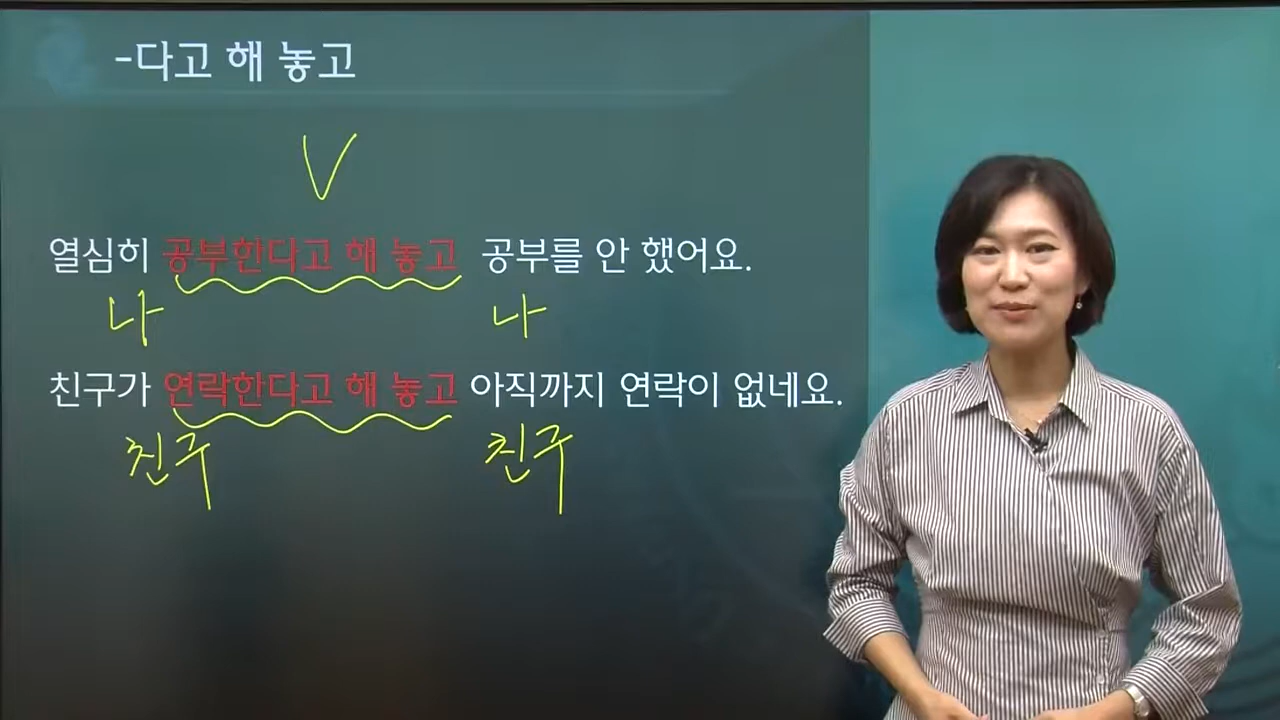 -다고 해 놓고
V
열심히 공부한다고 해 놓고 공부를 안 했어요.
나 나
친구가 연락한다고 해 놓고 아직까지 연락이 없네요.
친구 친구